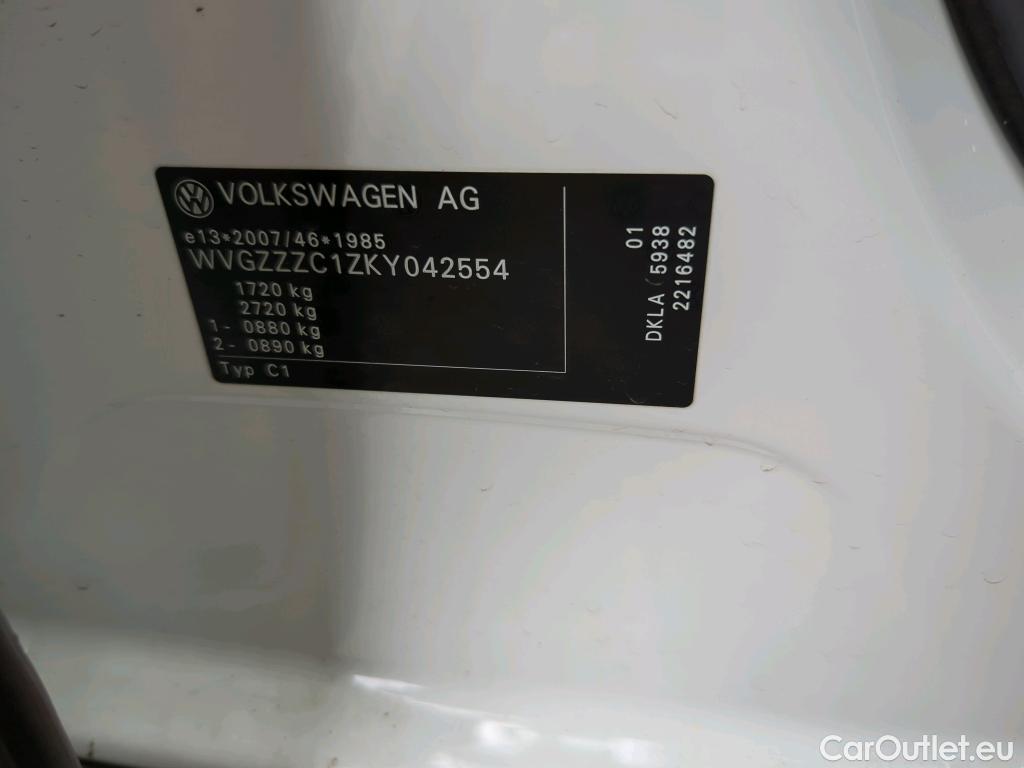 VOLKSWAGEN AG
e13*2007/46*1985
WVGZZZC1ZKY042554
1720 kg
2720 kg
1- 0880 kg
2- 0890 kg
Typ C1
01
DKLA ( 5938
2216482
CarOutlet.eu